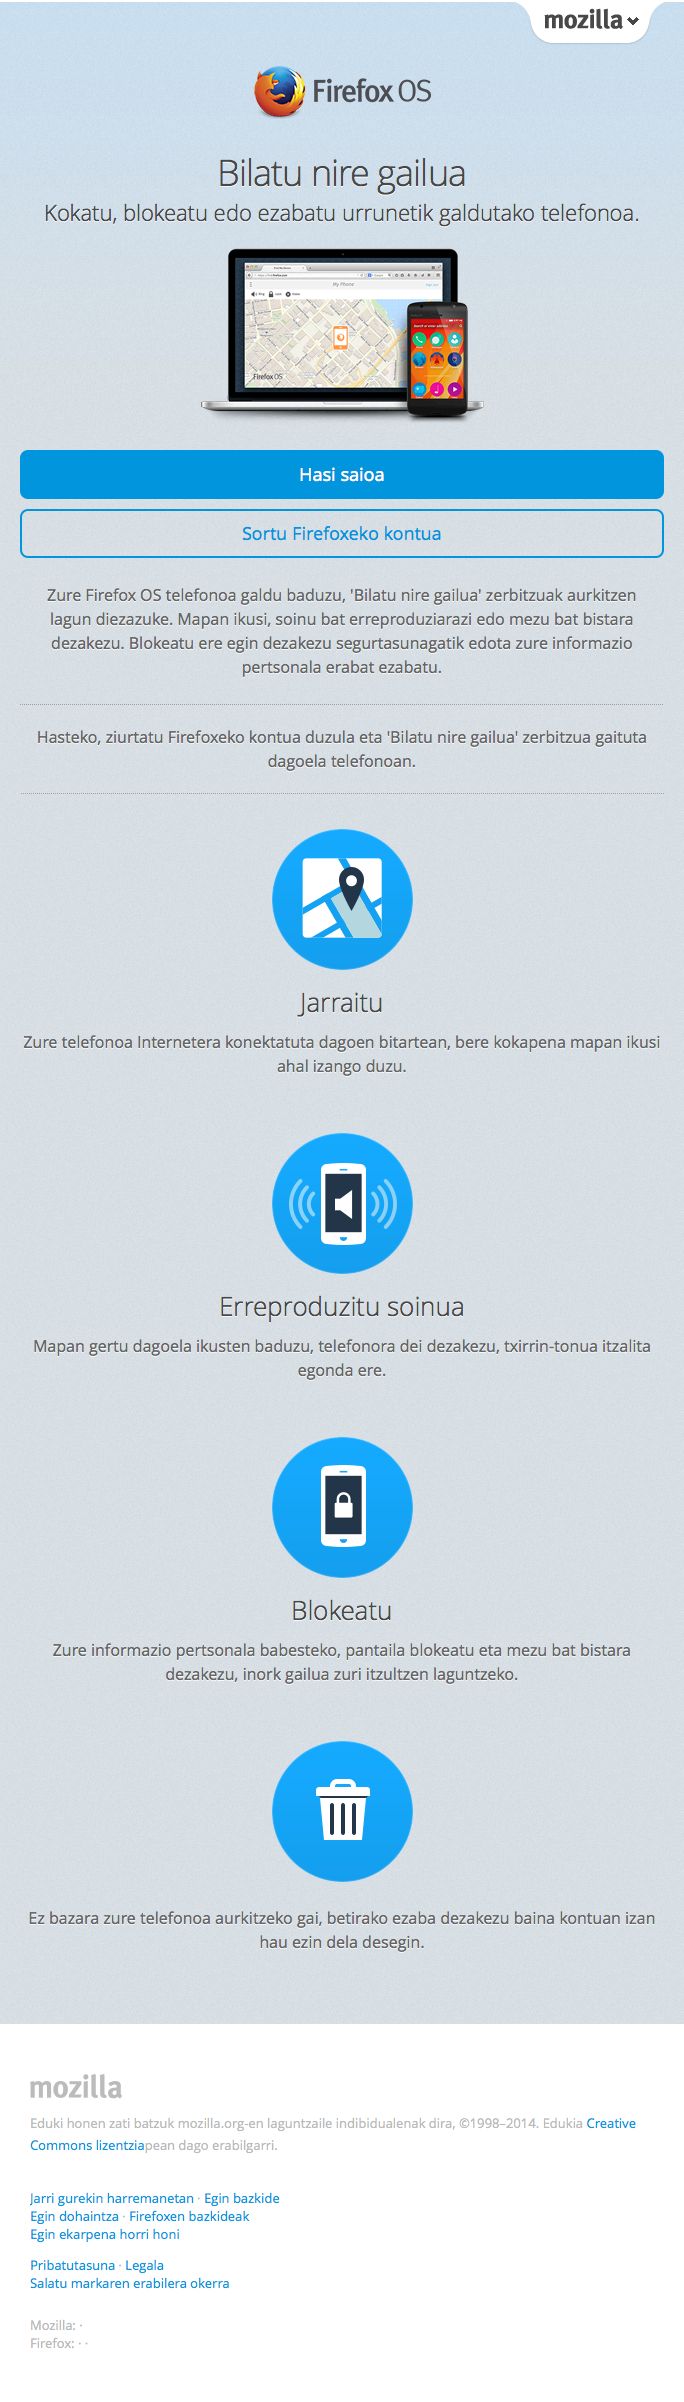 mozilla
Firefox OS
Bilatu nire gailua
Kokatu, blokeatu edo ezabatu urrunetik galdutako telefonoa.
My Phone
Firefox OS
Hasi saioa
Sortu Firefoxeko kontua
Zure Firefox OS telefonoa galdu baduzu, 'Bilatu nire gailua' zerbitzuak aurkitzen
lagun diezazuke. Mapan ikusi, soinu bat erreproduziarazi edo mezu bat bistara
dezakezu. Blokeatu ere egin dezakezu segurtasunagatik edota zure informazio
pertsonala erabat ezabatu.
Hasteko, ziurtatu Firefoxeko kontua duzula eta 'Bilatu nire gailua' zerbitzua gaituta
dagoela telefonoan.
Jarraitu
Zure telefonoa Internetera konektatuta dagoen bitartean, bere kokapena mapan ikusi
ahal izango duzu.
Erreproduzitu soinua
Mapan gertu dagoela ikusten baduzu, telefonora dei dezakezu, txirrin-tonua itzalita
egonda ere.
Blokeatu
Zure informazio pertsonala babesteko, pantaila blokeatu eta mezu bat bistara
dezakezu, inork gailua zuri itzultzen laguntzeko.
Ez bazara zure telefonoa aurkitzeko gai, betirako ezaba dezakezu baina kontuan izan
hau ezin dela desegin.
mozilla
Eduki honen zati batzuk mozilla.org-en laguntzaile indibidualenak dira, ©1998–2014. Edukia Creative
Commons lizentziapean dago erabilgarri.
Jarri gurekin harremanetan · Egin bazkide
Egin dohaintza · Firefoxen bazkideak
Egin ekarpena horri honi
Pribatutasuna · Legala
Salatu markaren erabilera okerra
Mozilla: ·
Firefox: · ·